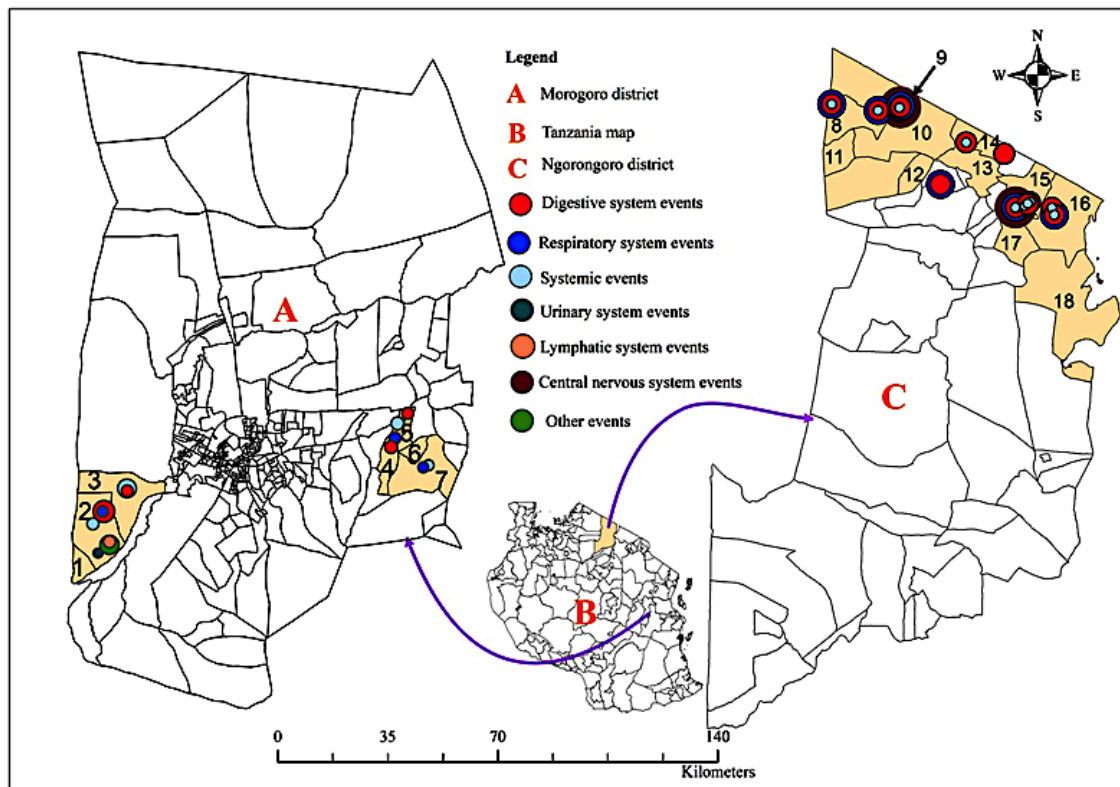 Legend
A Morogoro district
B Tanzania map
C Ngorongoro district
Digestive system events
Respiratory system events
Systemic events
Urinary system events
Lymphatic system events
Central nervous system events
Other events
A
3
2
1
5
4
6
7
B
N
W E
S
9
8
10
11
14
13
12
15
16
17
18
C
0 35 70 140
Kilometers